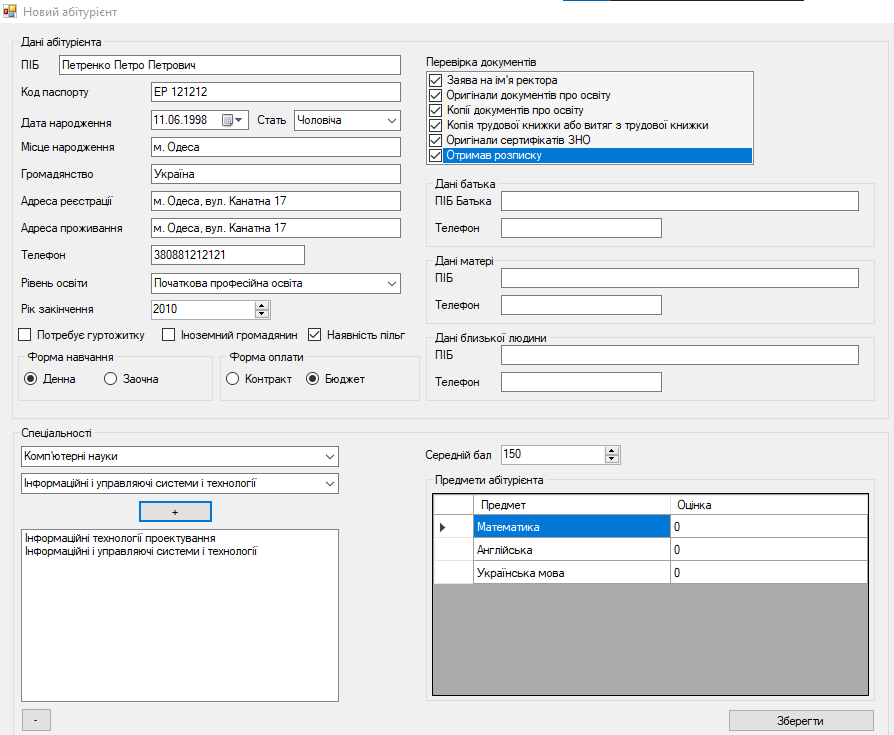 Новий абітурієнт
Дані абітурієнта
ПІБ Петренко Петро Петрович
Код паспорту ЕР 121212
Дата народження 11.06.1998 Стать Чоловіча
Місце народження м. Одеса
Громадянство Україна
Адреса реєстрації м. Одеса, вул. Канатна 17
Адреса проживання м. Одеса, вул. Канатна 17
Телефон 380881212121
Рівень освіти Початкова професійна освіта
Рік закінчення 2010
Потребує гуртожитку Іноземний громадянин Наявність пільг
Форма навчання
Денна Заочна
Форма оплати
Контракт Бюджет
Перевірка документів
Заява на ім'я ректора
Оригінали документів про освіту
Копії документів про освіту
Копія трудової книжки або витяг з трудової книжки
Оригінали сертифікатів ЗНО
Отримав розписку
Дані батька
ПІБ Батька
Телефон
Дані матері
ПІБ
Телефон
Дані близької людини
ПІБ
Телефон
Спеціальності
Комп'ютерні науки
Інформаційні і управляючі системи і технології
+
Інформаційні технології проектування
Інформаційні і управляючі системи і технології
-
Середній бал 150
Предмети абітурієнта
Предмет Оцінка
Математика 0
Англійська 0
Українська мова 0
Зберегти